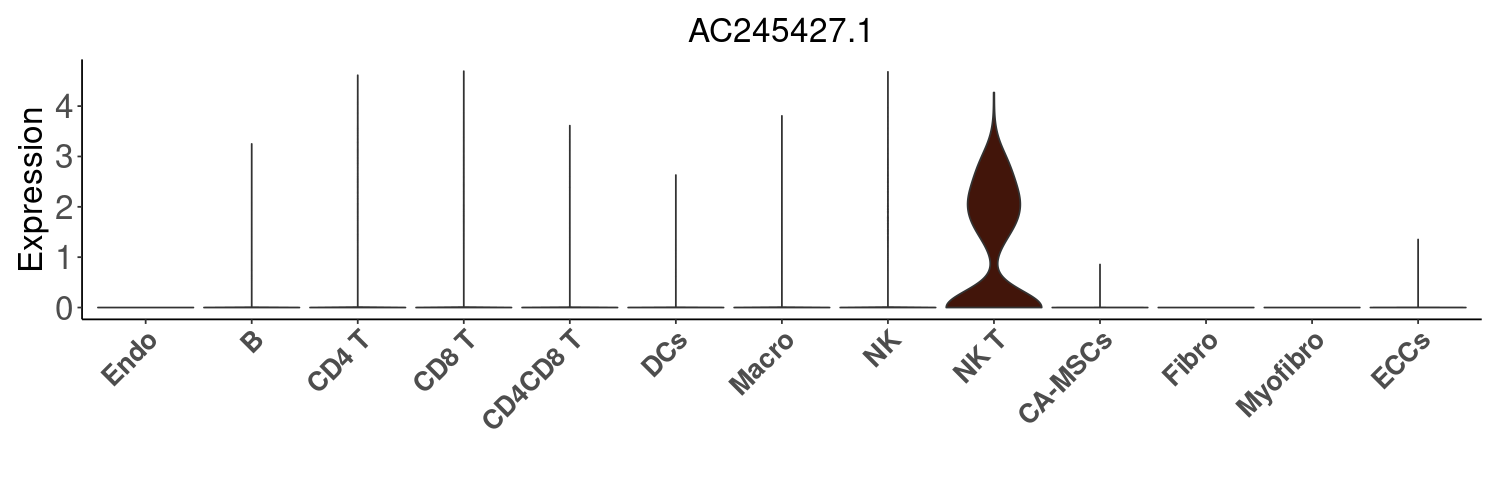 AC245427.1
Expression
4
3
2
1
0
Endo
B
CD4 T
CD8 T
CD4CD8 T
DCs
Macro
NK
NK T
CA-MSCs
Fibro
Myofibro
ECCs